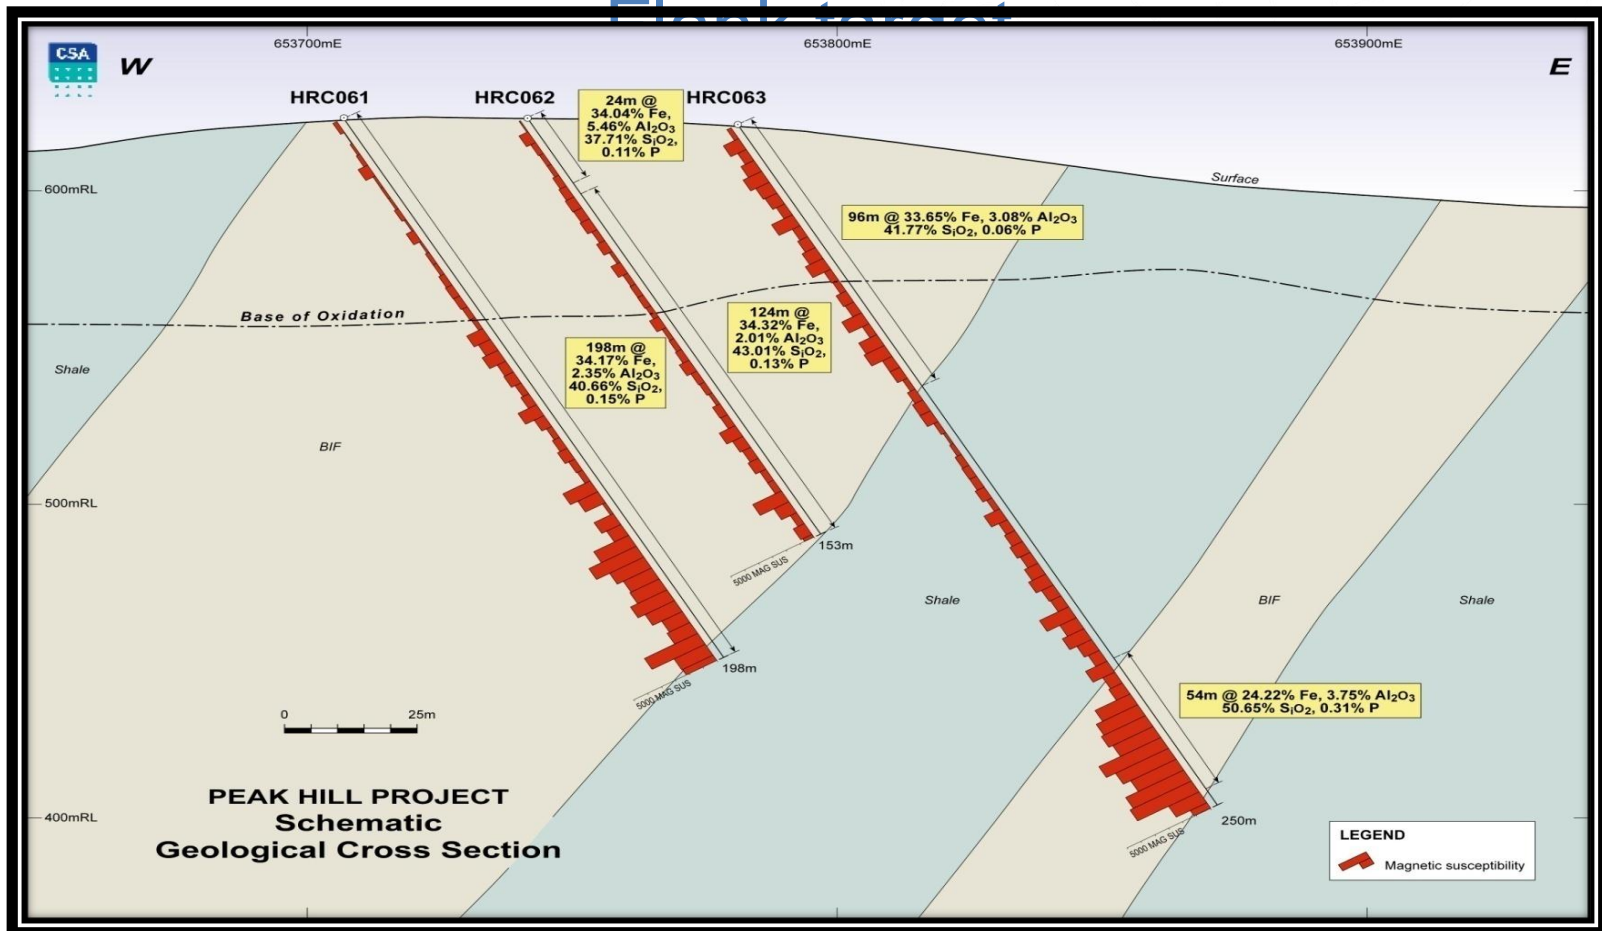 653700mE
653800mE
653900mE
CSA
W
E
HRC061
HRC062
HRC063
24m @
34.04% Fe,
5.46% Al₂O₃
37.71% SᵢO₂,
0.11% P
Surface
600mRL
96m @ 33.65% Fe, 3.08% Al₂O₃
41.77% SᵢO₂, 0.06% P
Base of Oxidation
124m @
34.32% Fe,
2.01% Al₂O₃
43.01% SᵢO₂,
0.13% P
198m @
34.17% Fe,
2.35% Al₂O₃
40.66% SᵢO₂,
0.15% P
Shale
BIF
500mRL
153m
5000 MAG SUS
Shale
BIF
Shale
198m
5000 MAG SUS
54m @ 24.22% Fe, 3.75% Al₂O₃
50.65% SᵢO₂, 0.31% P
0 25m
PEAK HILL PROJECT
Schematic
Geological Cross Section
400mRL
250m
5000 MAG SUS
LEGEND
Magnetic susceptibility